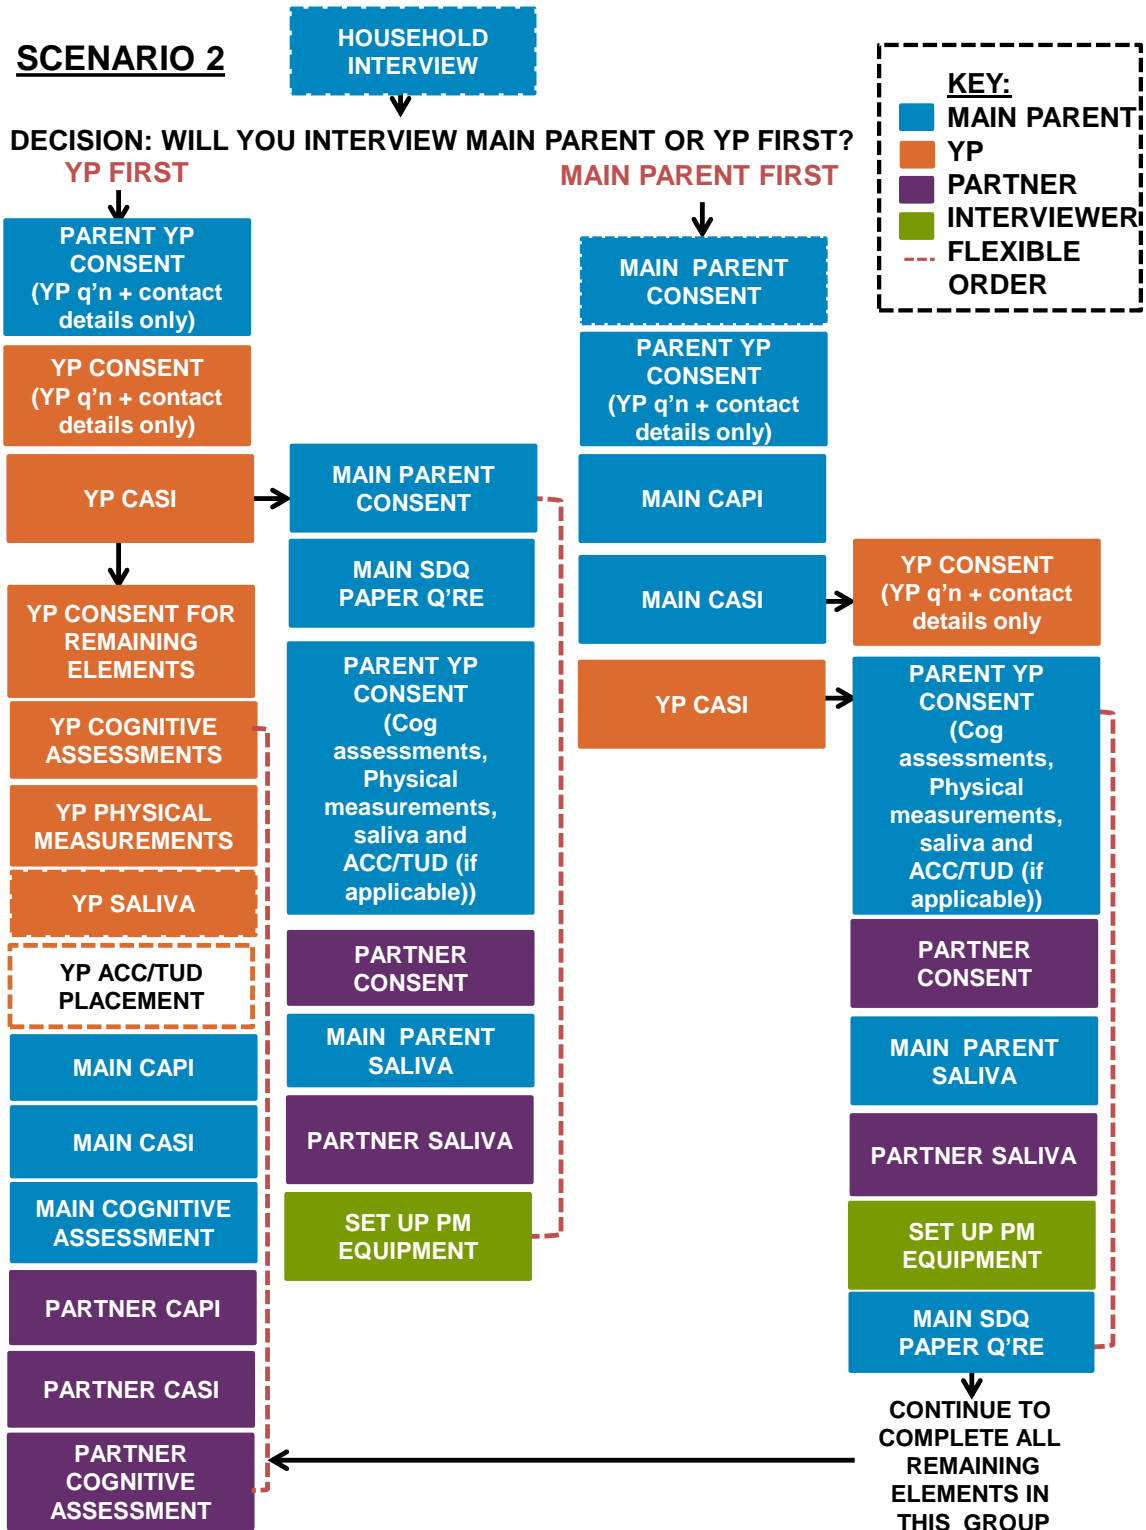 SCENARIO 2
HOUSEHOLD
INTERVIEW
KEY:
MAIN PARENT
YP
PARTNER
INTERVIEWER
FLEXIBLE
ORDER
DECISION: WILL YOU INTERVIEW MAIN PARENT OR YP FIRST?
YP FIRST
MAIN PARENT FIRST
PARENT YP
CONSENT
(YP q’n + contact
details only)
YP CONSENT
(YP q’n + contact
details only)
YP CASI
YP CONSENT FOR
REMAINING
ELEMENTS
YP COGNITIVE
ASSESSMENTS
YP PHYSICAL
MEASUREMENTS
YP SALIVA
YP ACC/TUD
PLACEMENT
MAIN CAPI
MAIN CASI
MAIN COGNITIVE
ASSESSMENT
PARTNER CAPI
PARTNER CASI
PARTNER
COGNITIVE
ASSESSMENT
MAIN PARENT
CONSENT
MAIN SDQ
PAPER Q’RE
PARENT YP
CONSENT
(Cog
assessments,
Physical
measurements,
saliva and
ACC/TUD (if
applicable))
PARTNER
CONSENT
MAIN PARENT
SALIVA
PARTNER SALIVA
SET UP PM
EQUIPMENT
MAIN PARENT
CONSENT
PARENT YP
CONSENT
(YP q’n + contact
details only)
MAIN CAPI
MAIN CASI
YP CASI
YP CONSENT
(YP q’n + contact
details only
PARENT YP
CONSENT
(Cog
assessments,
Physical
measurements,
saliva and
ACC/TUD (if
applicable))
PARTNER
CONSENT
MAIN PARENT
SALIVA
PARTNER SALIVA
SET UP PM
EQUIPMENT
MAIN SDQ
PAPER Q’RE
CONTINUE TO
COMPLETE ALL
REMAINING
ELEMENTS IN
THIS GROUP